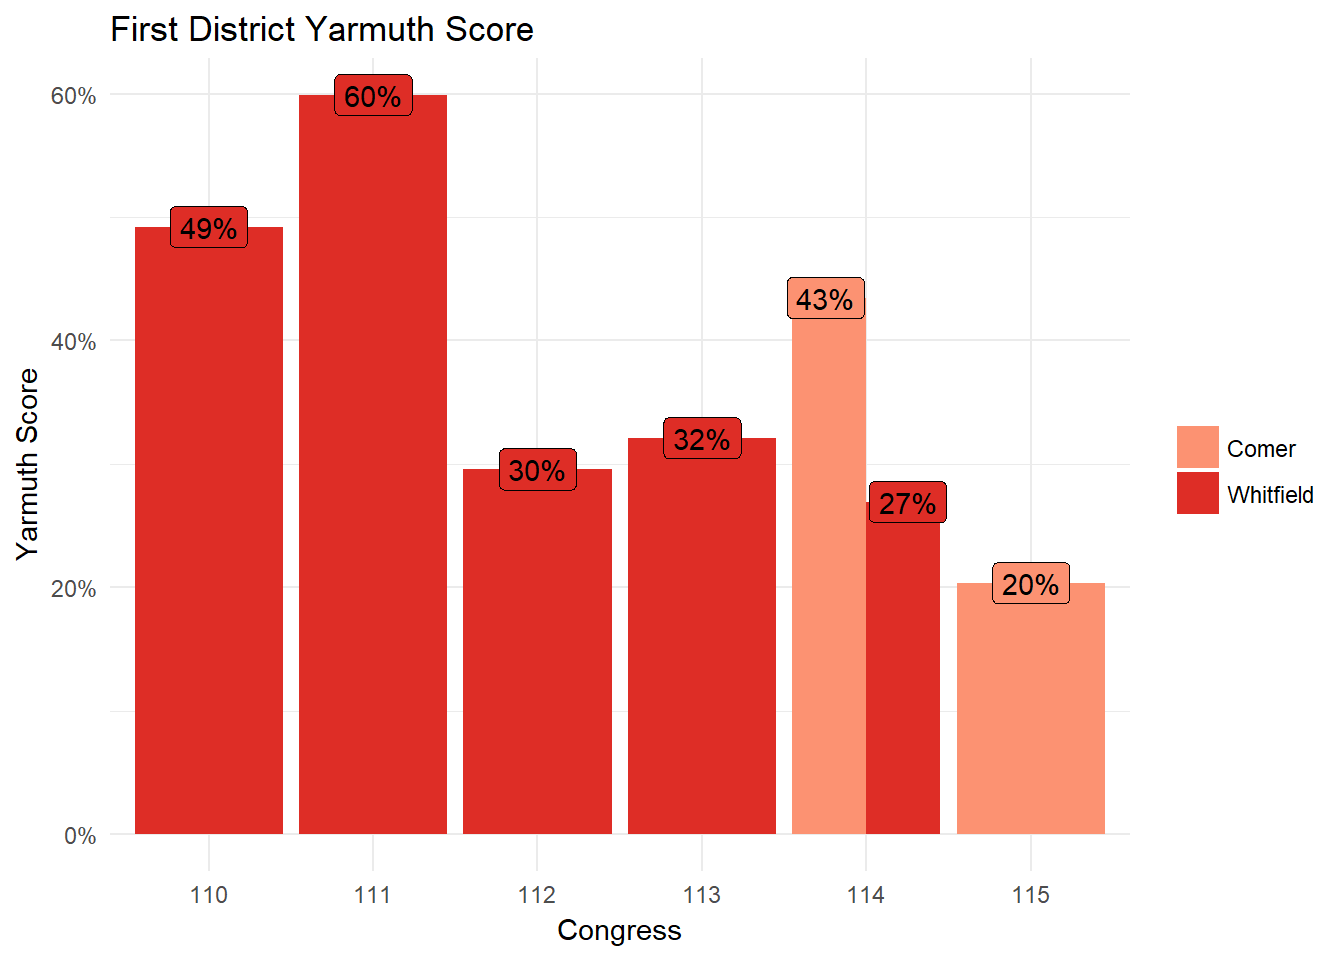 First District Yarmuth Score
60%
40%
20%
0%
Yarmuth Score
49%
60%
30%
32%
43%
27%
20%
110 111 112 113 114 115
Congress
Comer
Whitfield